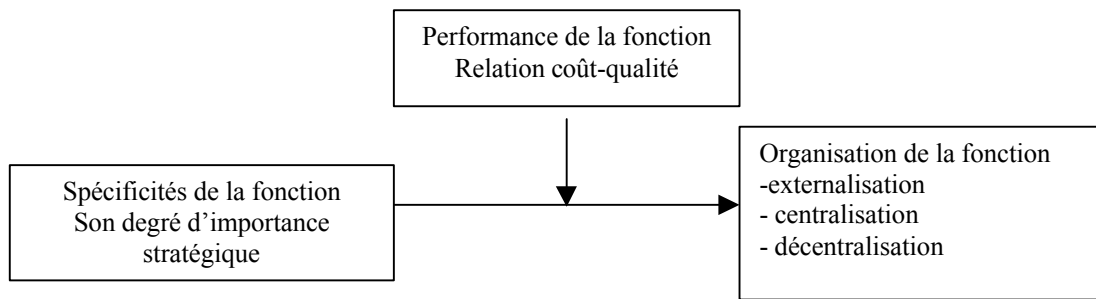 Performance de la fonction
Relation coût-qualité
Spécificités de la fonction
Son degré d’importance
stratégique
Organisation de la fonction
-externalisation
- centralisation
- décentralisation